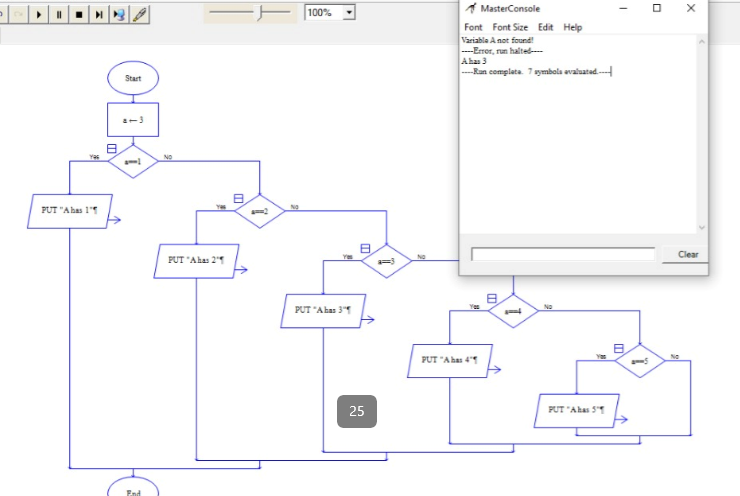 100%
MasterConsole
Font Font Size Edit Help
Variable A not found!
----Error, run halted----
A has 3
----Run complete. 7 symbols evaluated.----
Clear
Start
a ← 3
Yes
No
a==1
PUT "A has 1"¶
Yes
No
a==2
PUT "A has 2"¶
Yes
No
a==3
PUT "A has 3"¶
Yes
No
a==4
PUT "A has 4"¶
Yes
No
a==5
PUT "A has 5"¶
25
End